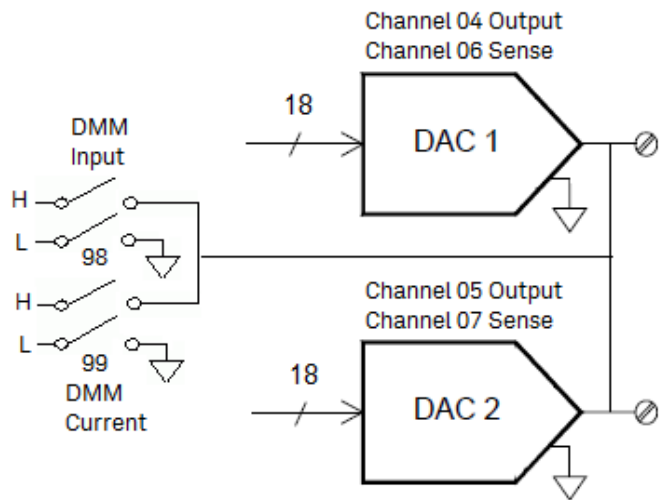 Channel 04 Output
Channel 06 Sense
18
DAC 1
DMM
Input
H
L
98
H
L
99
DMM
Current
Channel 05 Output
Channel 07 Sense
18
DAC 2